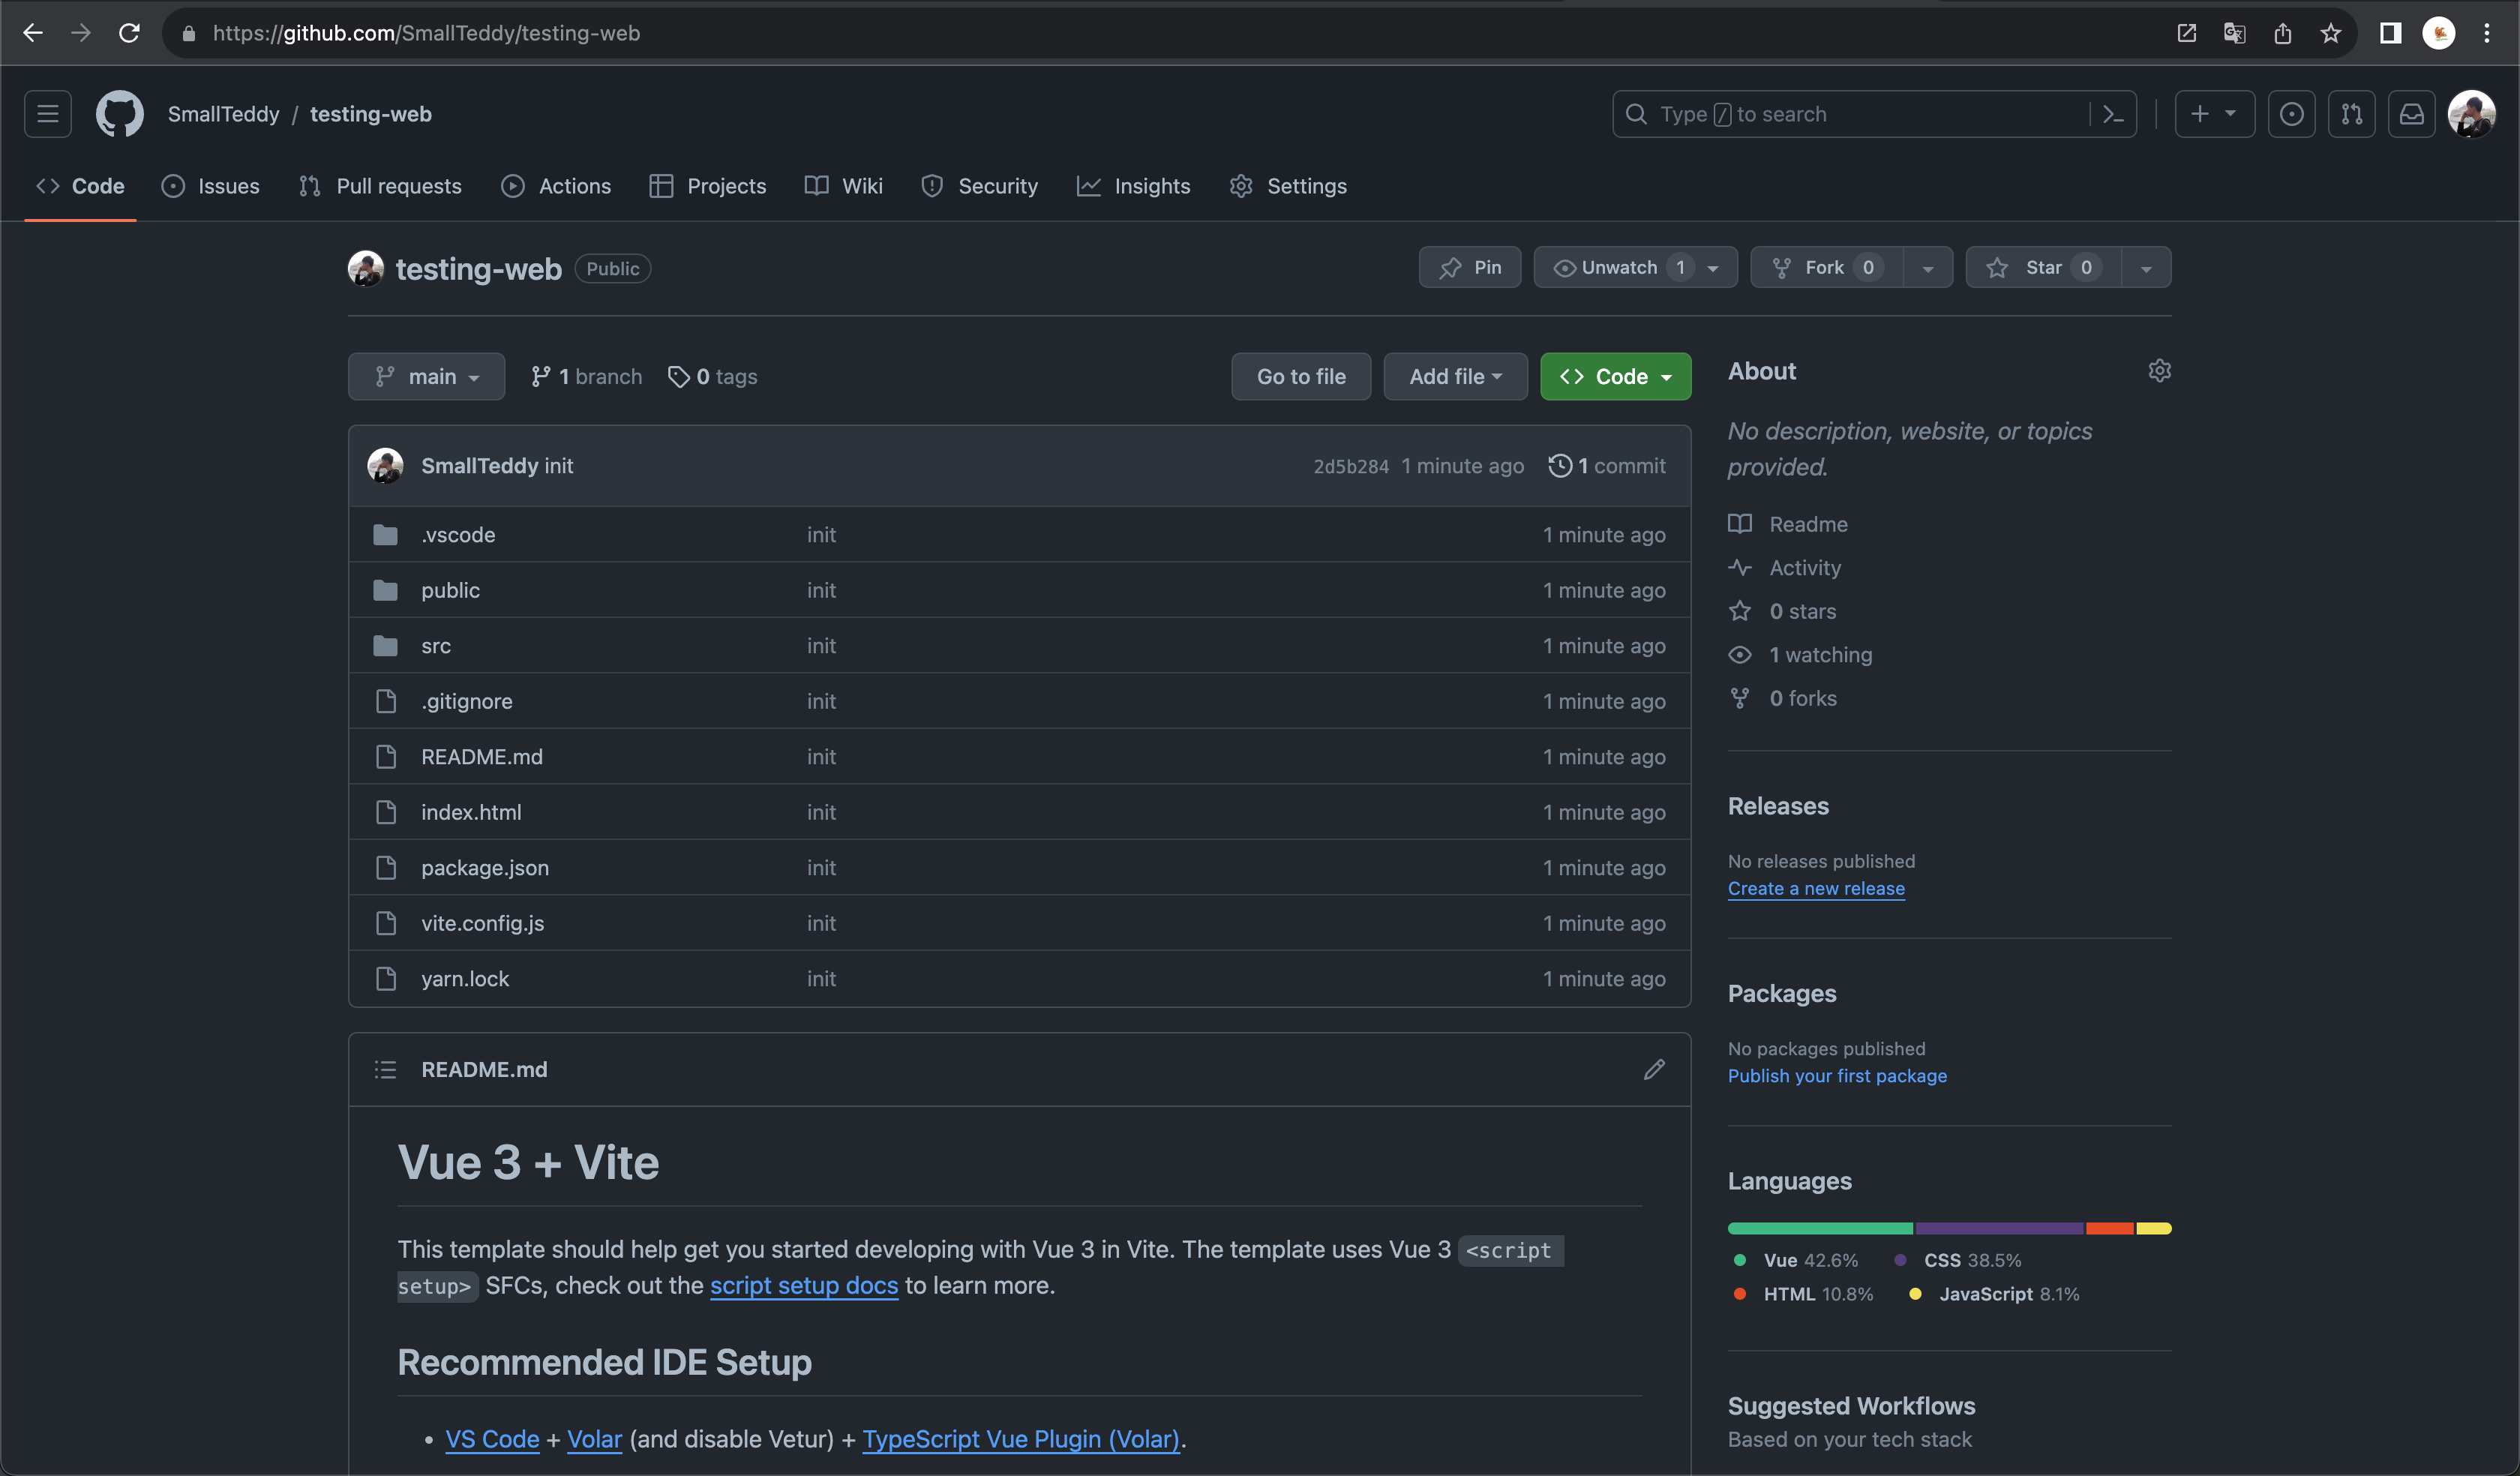 https://github.com/SmallTeddy/testing-web
SmallTeddy / testing-web
Type / to search
Code Issues Pull requests Actions Projects Wiki Security Insights Settings
testing-web Public
Pin Unwatch 1 Fork 0 Star 0
main 1 branch 0 tags Go to file Add file Code
SmallTeddy init 2d5b284 1 minute ago 1 commit
.vscode init 1 minute ago
public init 1 minute ago
src init 1 minute ago
.gitignore init 1 minute ago
README.md init 1 minute ago
index.html init 1 minute ago
package.json init 1 minute ago
vite.config.js init 1 minute ago
yarn.lock init 1 minute ago
README.md
Vue 3 + Vite
This template should help get you started developing with Vue 3 in Vite. The template uses Vue 3 <script
setup> SFCs, check out the script setup docs to learn more.
Recommended IDE Setup
• VS Code + Volar (and disable Vetur) + TypeScript Vue Plugin (Volar).
About
No description, website, or topics
provided.
Readme
Activity
0 stars
1 watching
0 forks
Releases
No releases published
Create a new release
Packages
No packages published
Publish your first package
Languages
Vue 42.6% CSS 38.5%
HTML 10.8% JavaScript 8.1%
Suggested Workflows
Based on your tech stack